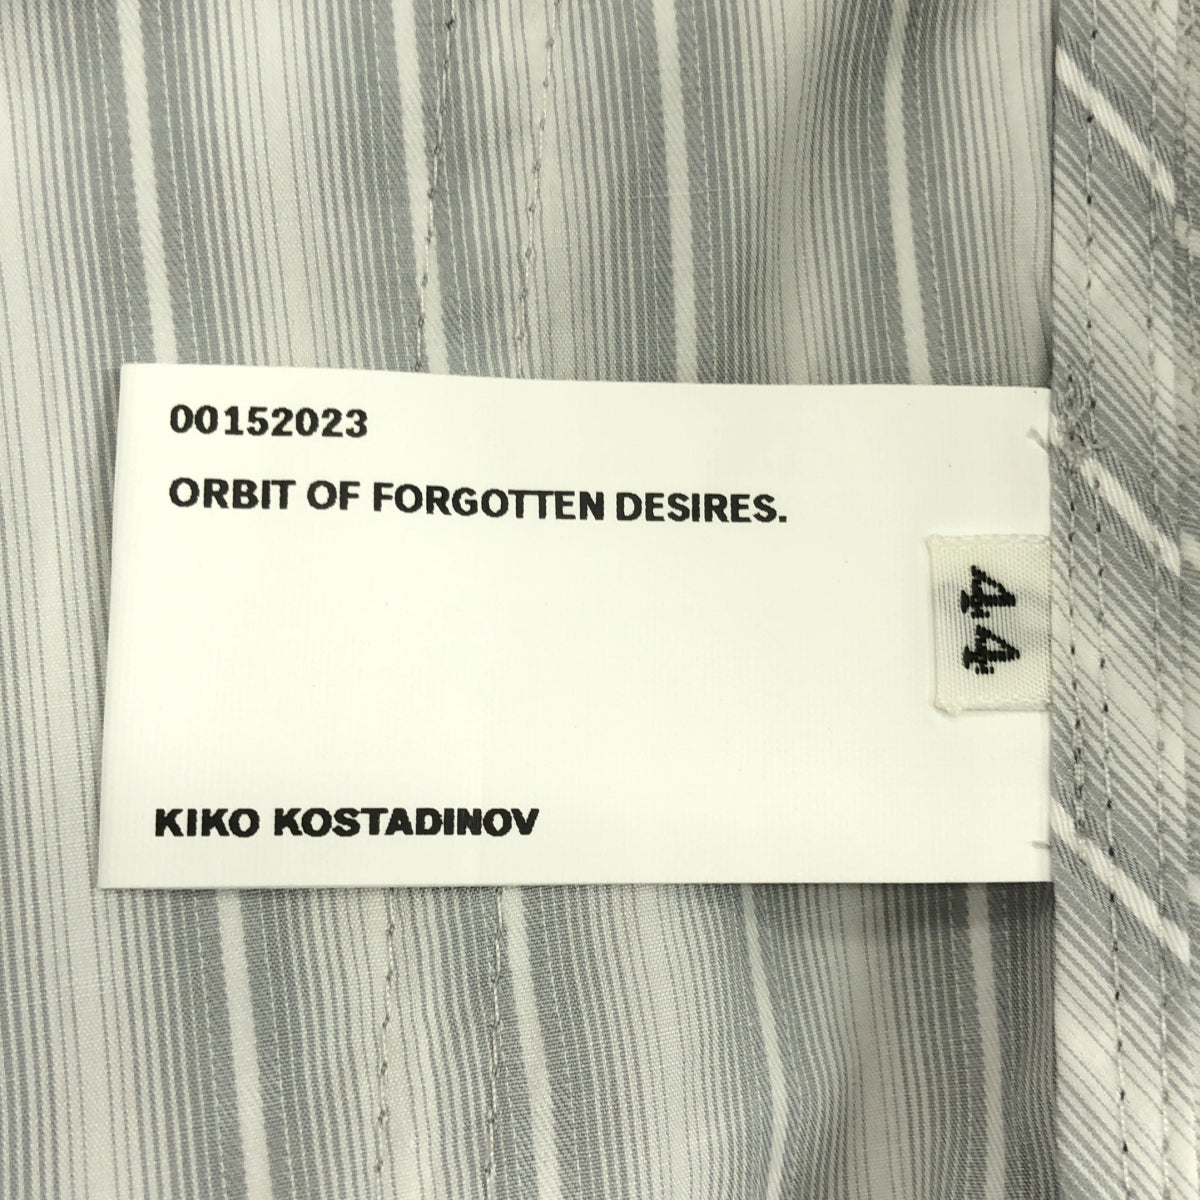 00152023
ORBIT OF FORGOTTEN DESIRES.
44
KIKO KOSTADINOV